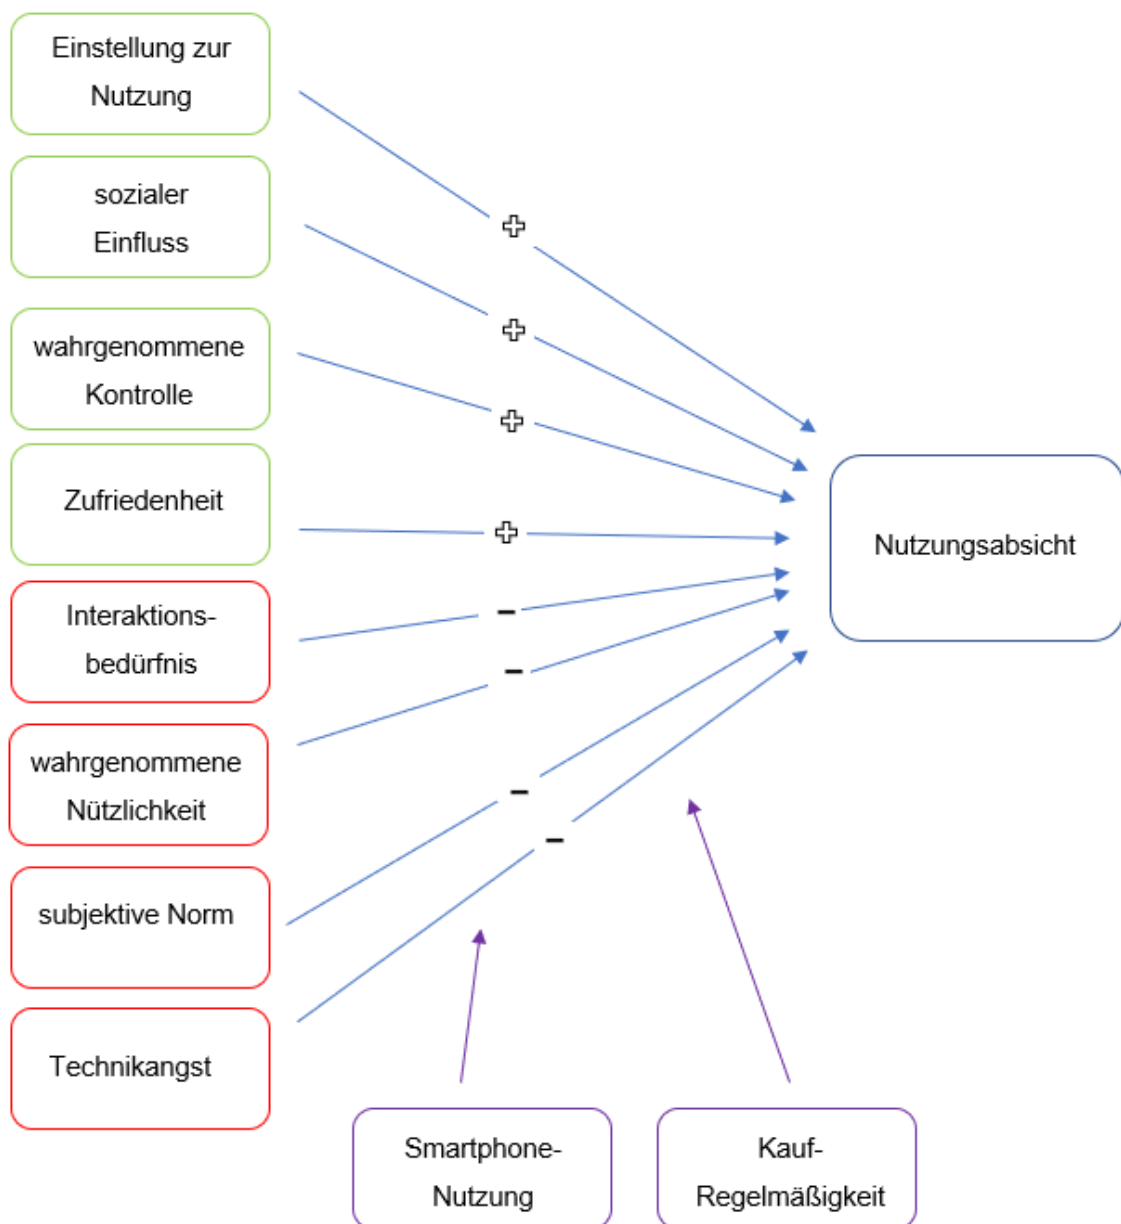 Einstellung zur
Nutzung
sozialer
Einfluss
wahrgenommene
Kontrolle
Zufriedenheit
Nutzungsabsicht
Interaktions-
bedürfnis
wahrgenommene
Nützlichkeit
subjektive Norm
Technikangst
Smartphone-
Nutzung
Kauf-
Regelmäßigkeit